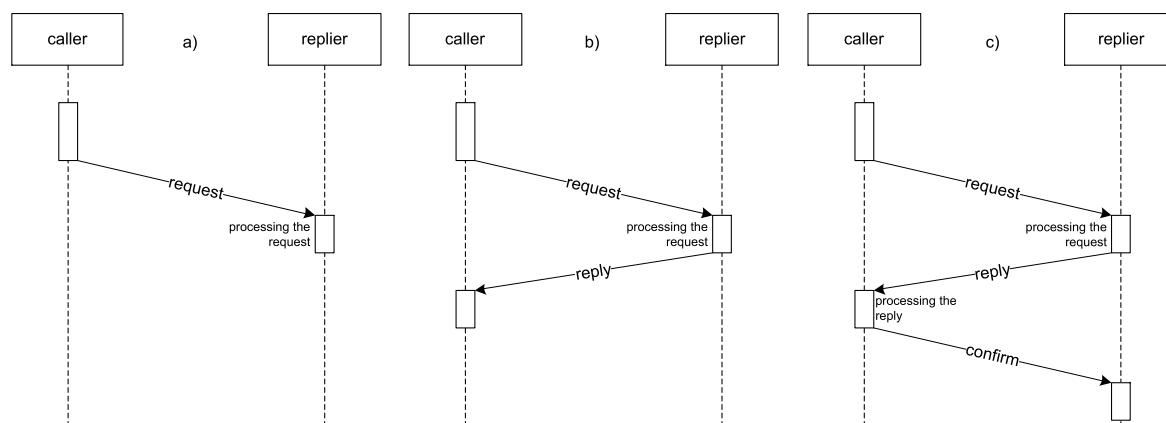 caller
a)
replier
request
processing the
request
caller
b)
replier
request
processing the
request
reply
caller
c)
replier
request
processing the
request
reply
processing the
reply
confirm